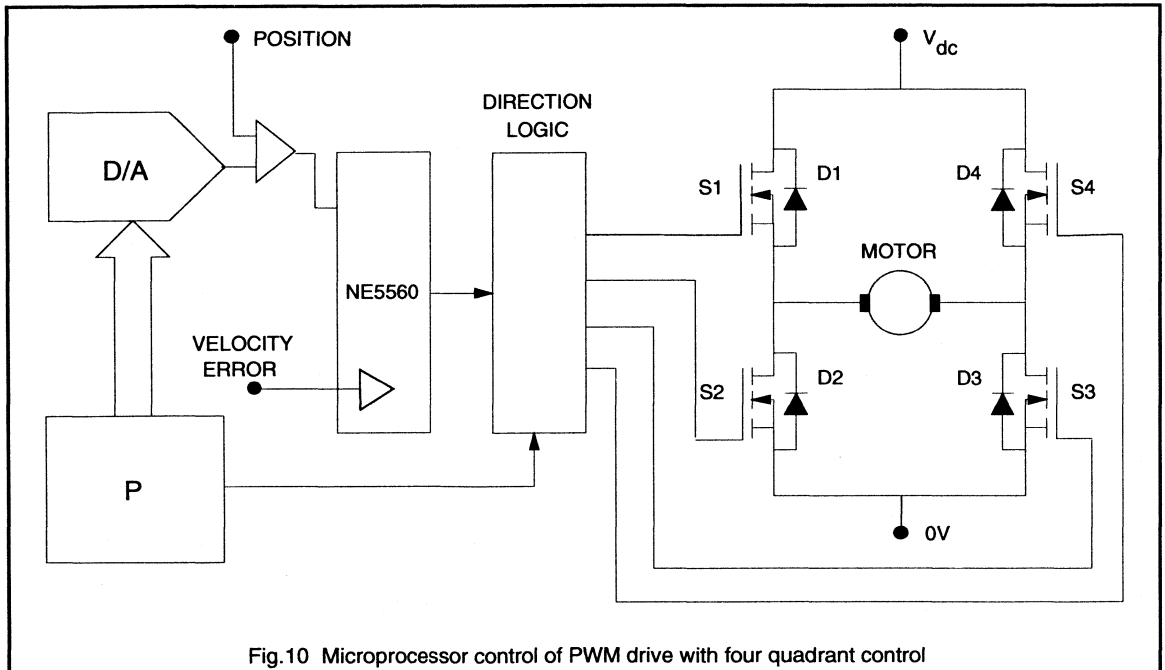 POSITION
V dc
DIRECTION
LOGIC
D/A
S1
D1
D4
S4
MOTOR
NE5560
VELOCITY
ERROR
S2
D2
D3
S3
P
0V
Fig.10 Microprocessor control of PWM drive with four quadrant control